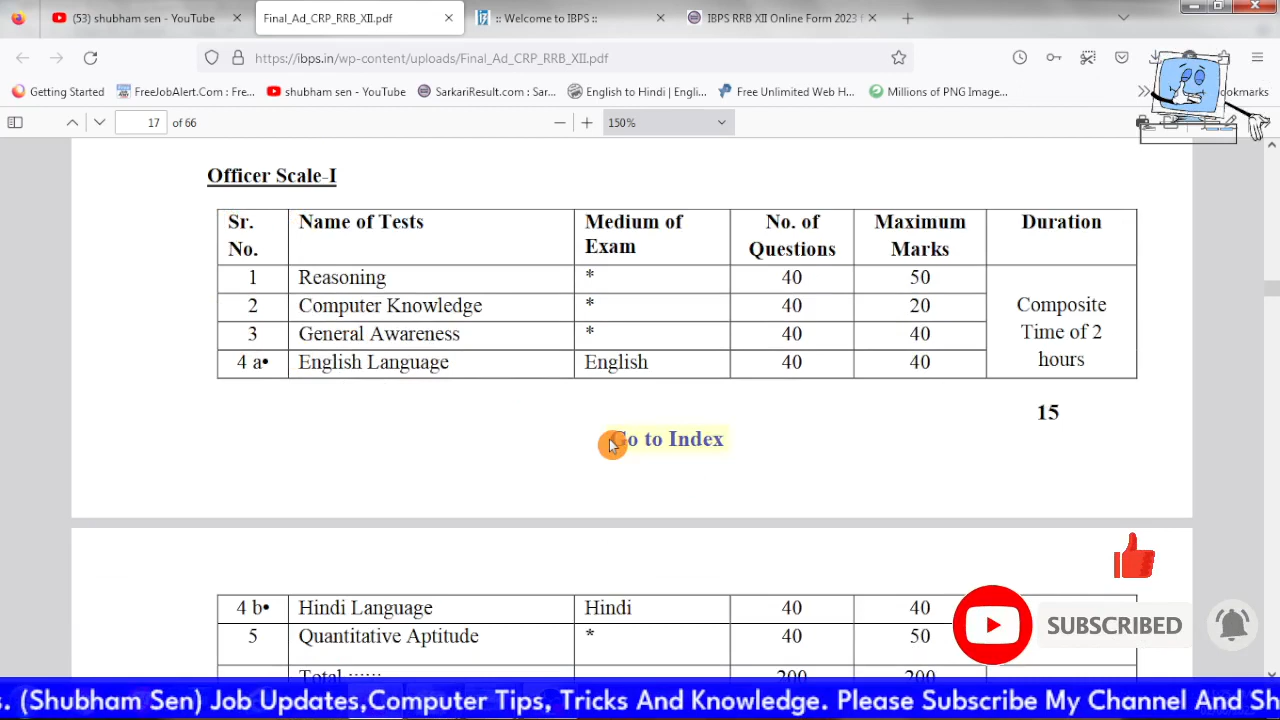 (53) shubham sen - YouTube
Final_Ad_CRP_RRB_XII.pdf
:: Welcome to IBPS ::
IBPS RRB XII Online Form 2023
https://ibps.in/wp-content/uploads/Final_Ad_CRP_RRB_XII.pdf
Getting Started
FreeJobAlert.Com : Fre...
shubham sen - YouTube
SarkariResult.com : Sar...
English to Hindi | Engli...
Free Unlimited Web H...
Millions of PNG Image...
17 of 66
150%
Officer Scale-I
Sr. No. Name of Tests Medium of Exam No. of Questions Maximum Marks Duration
1 Reasoning * 40 50
2 Computer Knowledge * 40 20
3 General Awareness * 40 40
4 a• English Language English 40 40
Composite Time of 2 hours
15
Go to Index
4 b• Hindi Language Hindi 40 40
5 Quantitative Aptitude * 40 50
Total 200 200
SUBSCRIBED
s. (Shubham Sen) Job Updates,Computer Tips, Tricks And Knowledge. Please Subscribe My Channel And Sh